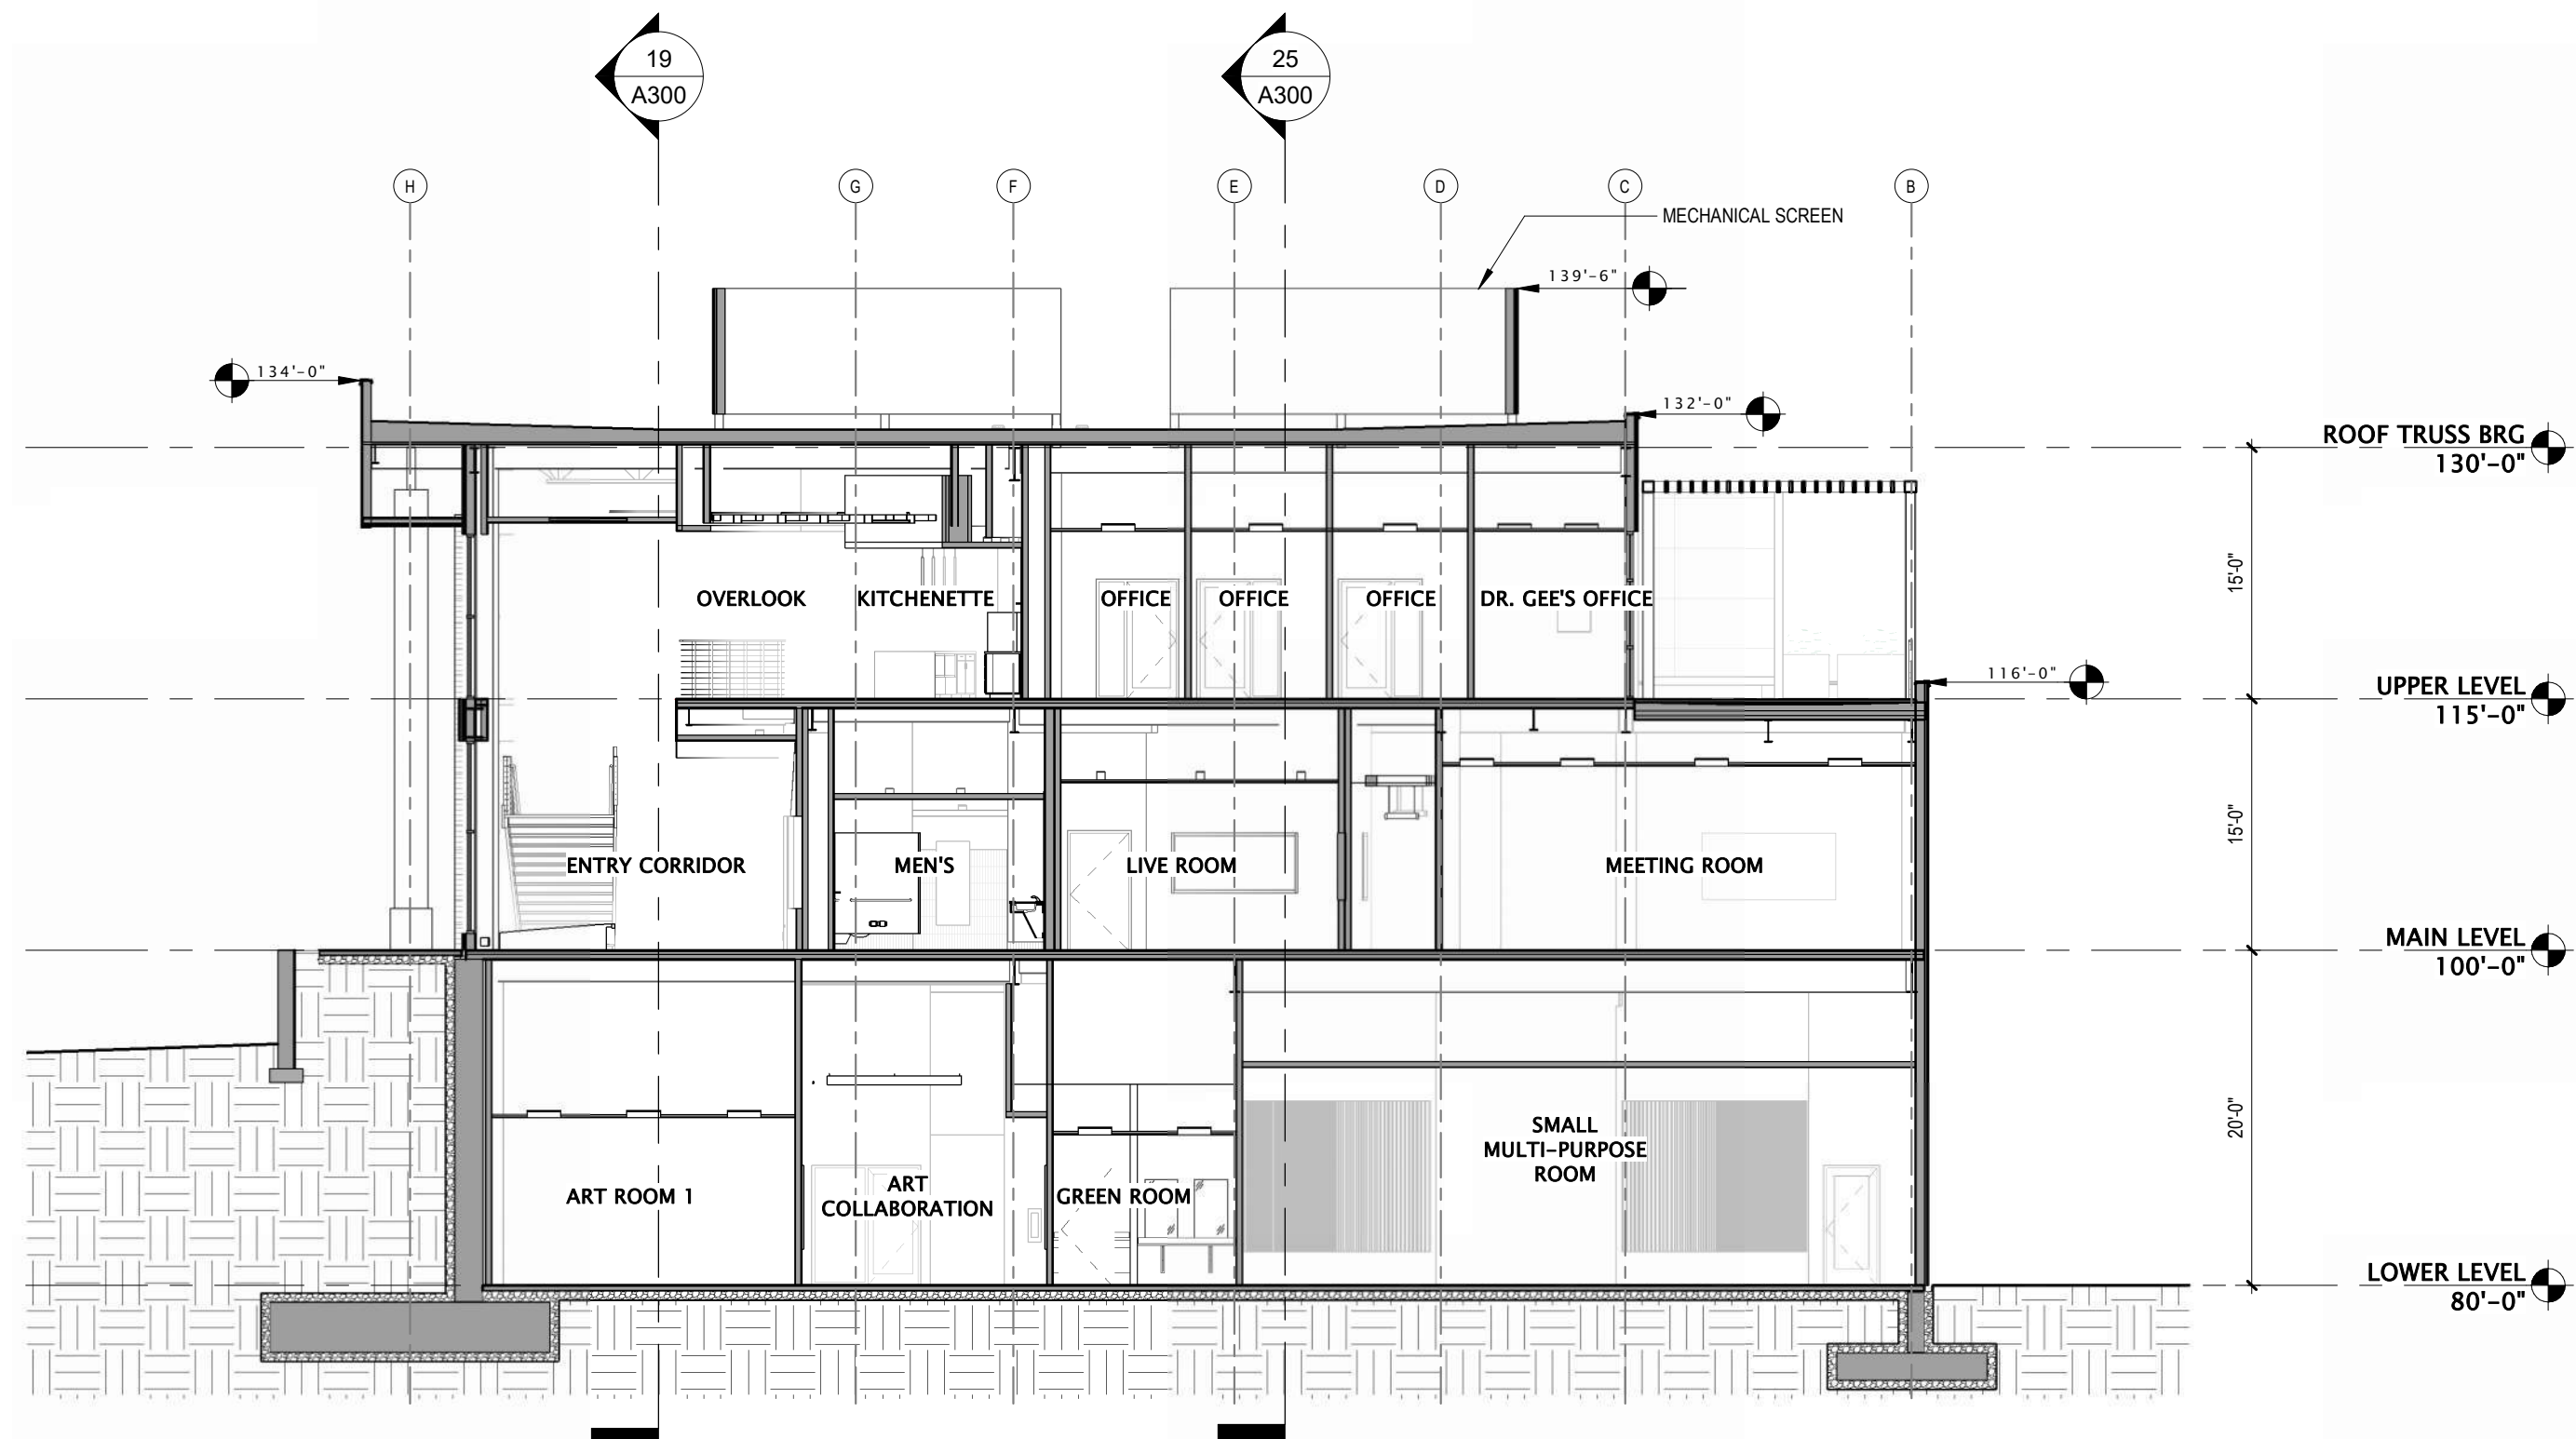 19
A300
25
A300
H
G
F
E
D
C
B
MECHANICAL SCREEN
139'-6"
134'-0"
132'-0"
ROOF TRUSS BRG
130'-0"
15'-0"
OVERLOOK
KITCHENETTE
OFFICE
OFFICE
OFFICE
DR. GEE'S OFFICE
116'-0"
UPPER LEVEL
115'-0"
15'-0"
ENTRY CORRIDOR
MEN'S
LIVE ROOM
MEETING ROOM
MAIN LEVEL
100'-0"
20'-0"
ART ROOM 1
ART
COLLABORATION
GREEN ROOM
SMALL
MULTI-PURPOSE
ROOM
LOWER LEVEL
80'-0"